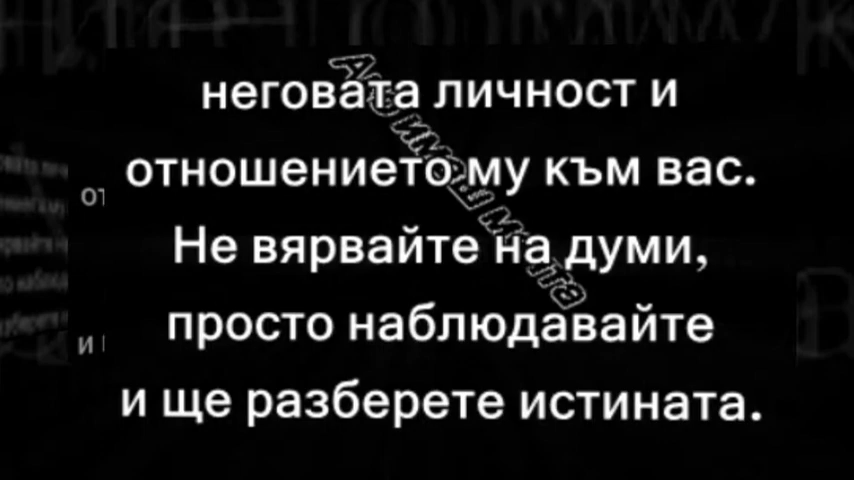 неговата личност и
отношението му към вас.
Не вярвайте на думи,
просто наблюдавайте
и ще разберете истината.